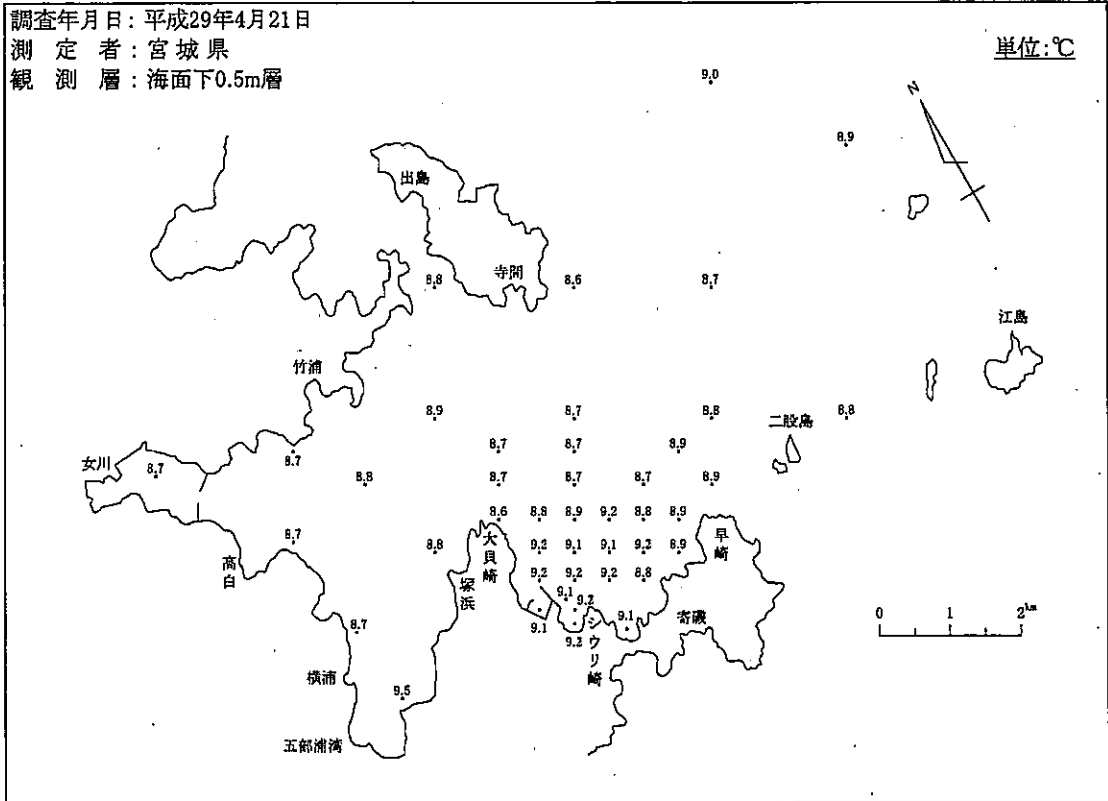 調査年月日：平成29年4月21日
測定者：宮城県
観測層：海面下0.5m層
単位：℃
9.0
N
8.9
出島
寺間
8.8
8.6
8.7
江島
竹浦
8.9
8.7
8.8
8.8
二股島
8.7
8.7
8.9
女川
8.7
8.7
8.8
8.7
8.7
8.7
8.9
8.6
8.8
8.9
9.2
8.8
8.9
大貝崎
早崎
8.7
8.8
9.2
9.1
9.1
9.2
8.9
高白
塚浜
9.2
9.2
9.2
8.8
9.1
9.2
9.1
9.1
9.2
シウリ崎
寄磯
0 1 2km
8.7
横浦
9.5
五部浦湾